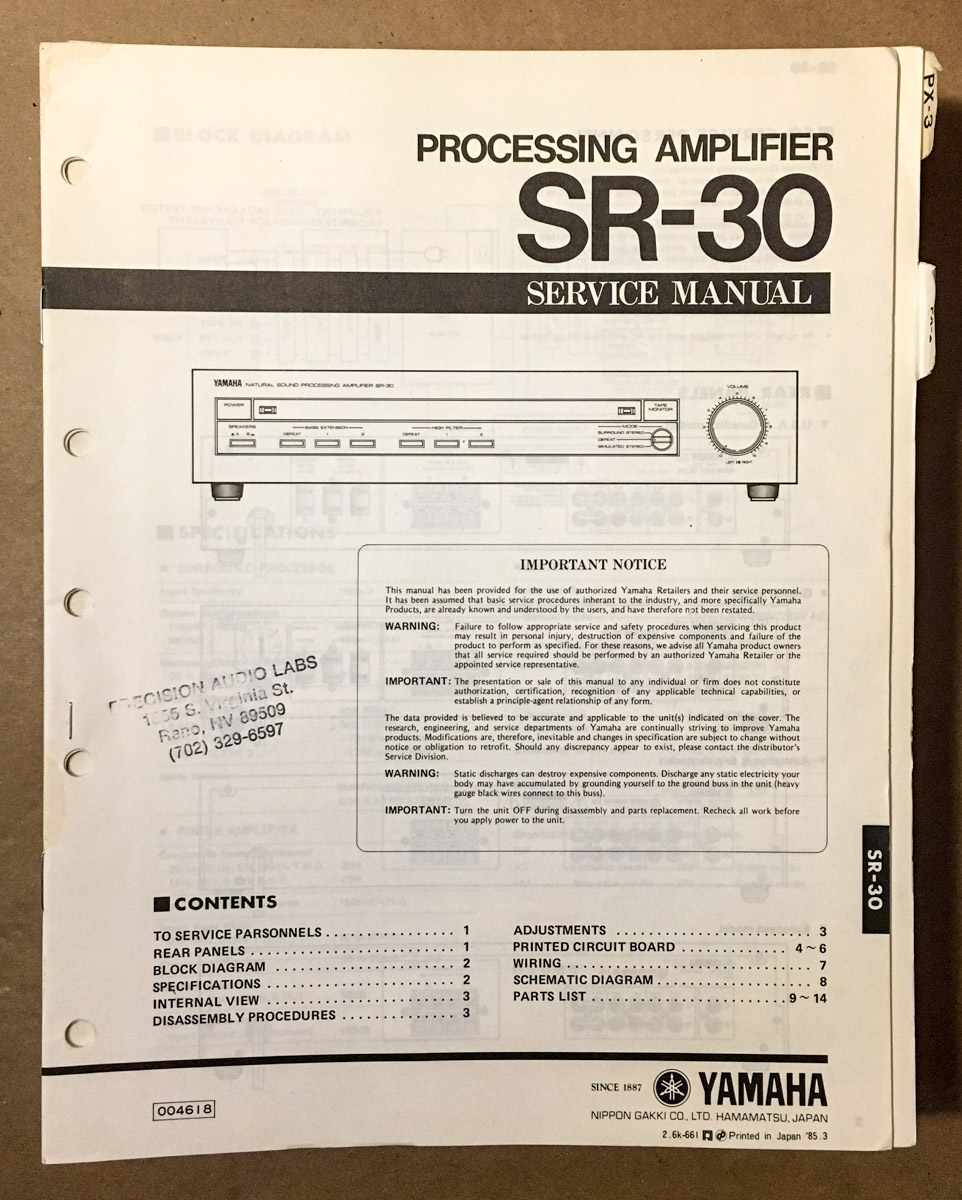 PX-3
PROCESSING AMPLIFIER
SR-30
SERVICE MANUAL
YAMAHA NATURAL SOUND PROCESSING AMPLIFIER SR-30
VOLUME
POWER
TAPE MONITOR
SPEAKERS
BASS EXTENSION
HIGH FILTER
MODE
A B
DEFEAT 1 2
DEFEAT 1 2
SURROUND STEREO
DEFEAT
SIMULATED STEREO
LEFT RIGHT
IMPORTANT NOTICE
This manual has been provided for the use of authorized Yamaha Retailers and their service personnel.
It has been assumed that basic service procedures inherant to the industry, and more specifically Yamaha
Products, are already known and understood by the users, and have therefore not been restated.
WARNING: Failure to follow appropriate service and safety procedures when servicing this product
may result in personal injury, destruction of expensive components and failure of the
product to perform as specified. For these reasons, we advise all Yamaha product owners
that all service required should be performed by an authorized Yamaha Retailer or the
appointed service representative.
IMPORTANT: The presentation or sale of this manual to any individual or firm does not constitute
authorization, certification, recognition of any applicable technical capabilities, or
establish a principle-agent relationship of any form.
The data provided is believed to be accurate and applicable to the unit(s) indicated on the cover. The
research, engineering, and service departments of Yamaha are continually striving to improve Yamaha
products. Modifications are, therefore, inevitable and changes in specification are subject to change without
notice or obligation to retrofit. Should any discrepancy appear to exist, please contact the distributor's
Service Division.
WARNING: Static discharges can destroy expensive components. Discharge any static electricity your
body may have accumulated by grounding yourself to the ground buss in the unit (heavy
gauge black wires connect to this buss).
IMPORTANT: Turn the unit OFF during disassembly and parts replacement. Recheck all work before
you apply power to the unit.
PRECISION AUDIO LABS
S. Virginia St.
Reno, NV 89509
(702) 329-6597
SR-30
■ CONTENTS
TO SERVICE PARSONNELS . . . . . . . . . . . . . . . . 1
REAR PANELS . . . . . . . . . . . . . . . . . . . . . . . . . 1
BLOCK DIAGRAM . . . . . . . . . . . . . . . . . . . . . . 2
SPECIFICATIONS . . . . . . . . . . . . . . . . . . . . . . . 2
INTERNAL VIEW . . . . . . . . . . . . . . . . . . . . . . . 3
DISASSEMBLY PROCEDURES . . . . . . . . . . . . . . 3
ADJUSTMENTS . . . . . . . . . . . . . . . . . . . . . . . . 3
PRINTED CIRCUIT BOARD . . . . . . . . . . . . . 4 ~ 6
WIRING . . . . . . . . . . . . . . . . . . . . . . . . . . . . . . 7
SCHEMATIC DIAGRAM . . . . . . . . . . . . . . . . . . . 8
PARTS LIST . . . . . . . . . . . . . . . . . . . . . . . 9 ~ 14
004618
SINCE 1887 YAMAHA
NIPPON GAKKI CO., LTD. HAMAMATSU, JAPAN
2.6k-661 Printed in Japan '85.3